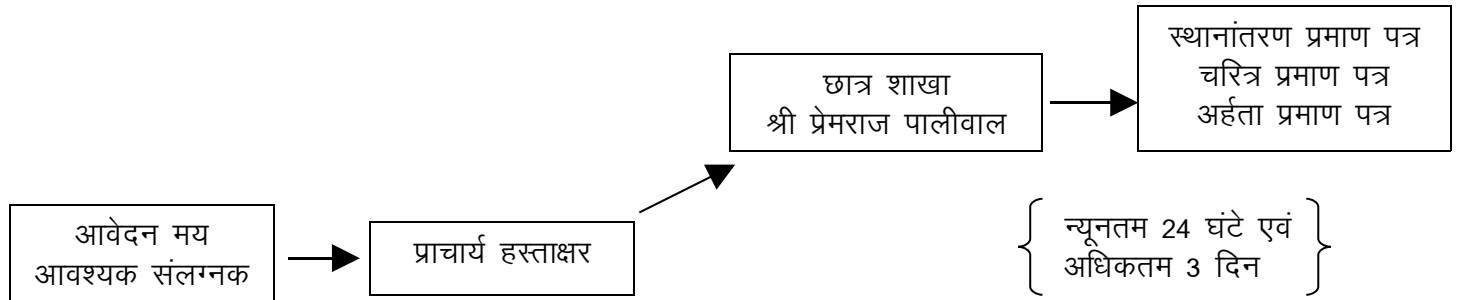 आवेदन मय
आवश्यक संलग्नक
प्राचार्य हस्ताक्षर
छात्र शाखा
श्री प्रेमराज पालीवाल
स्थानांतरण प्रमाण पत्र
चरित्र प्रमाण पत्र
अर्हता प्रमाण पत्र
न्यूनतम 24 घंटे एवं
अधिकतम 3 दिन